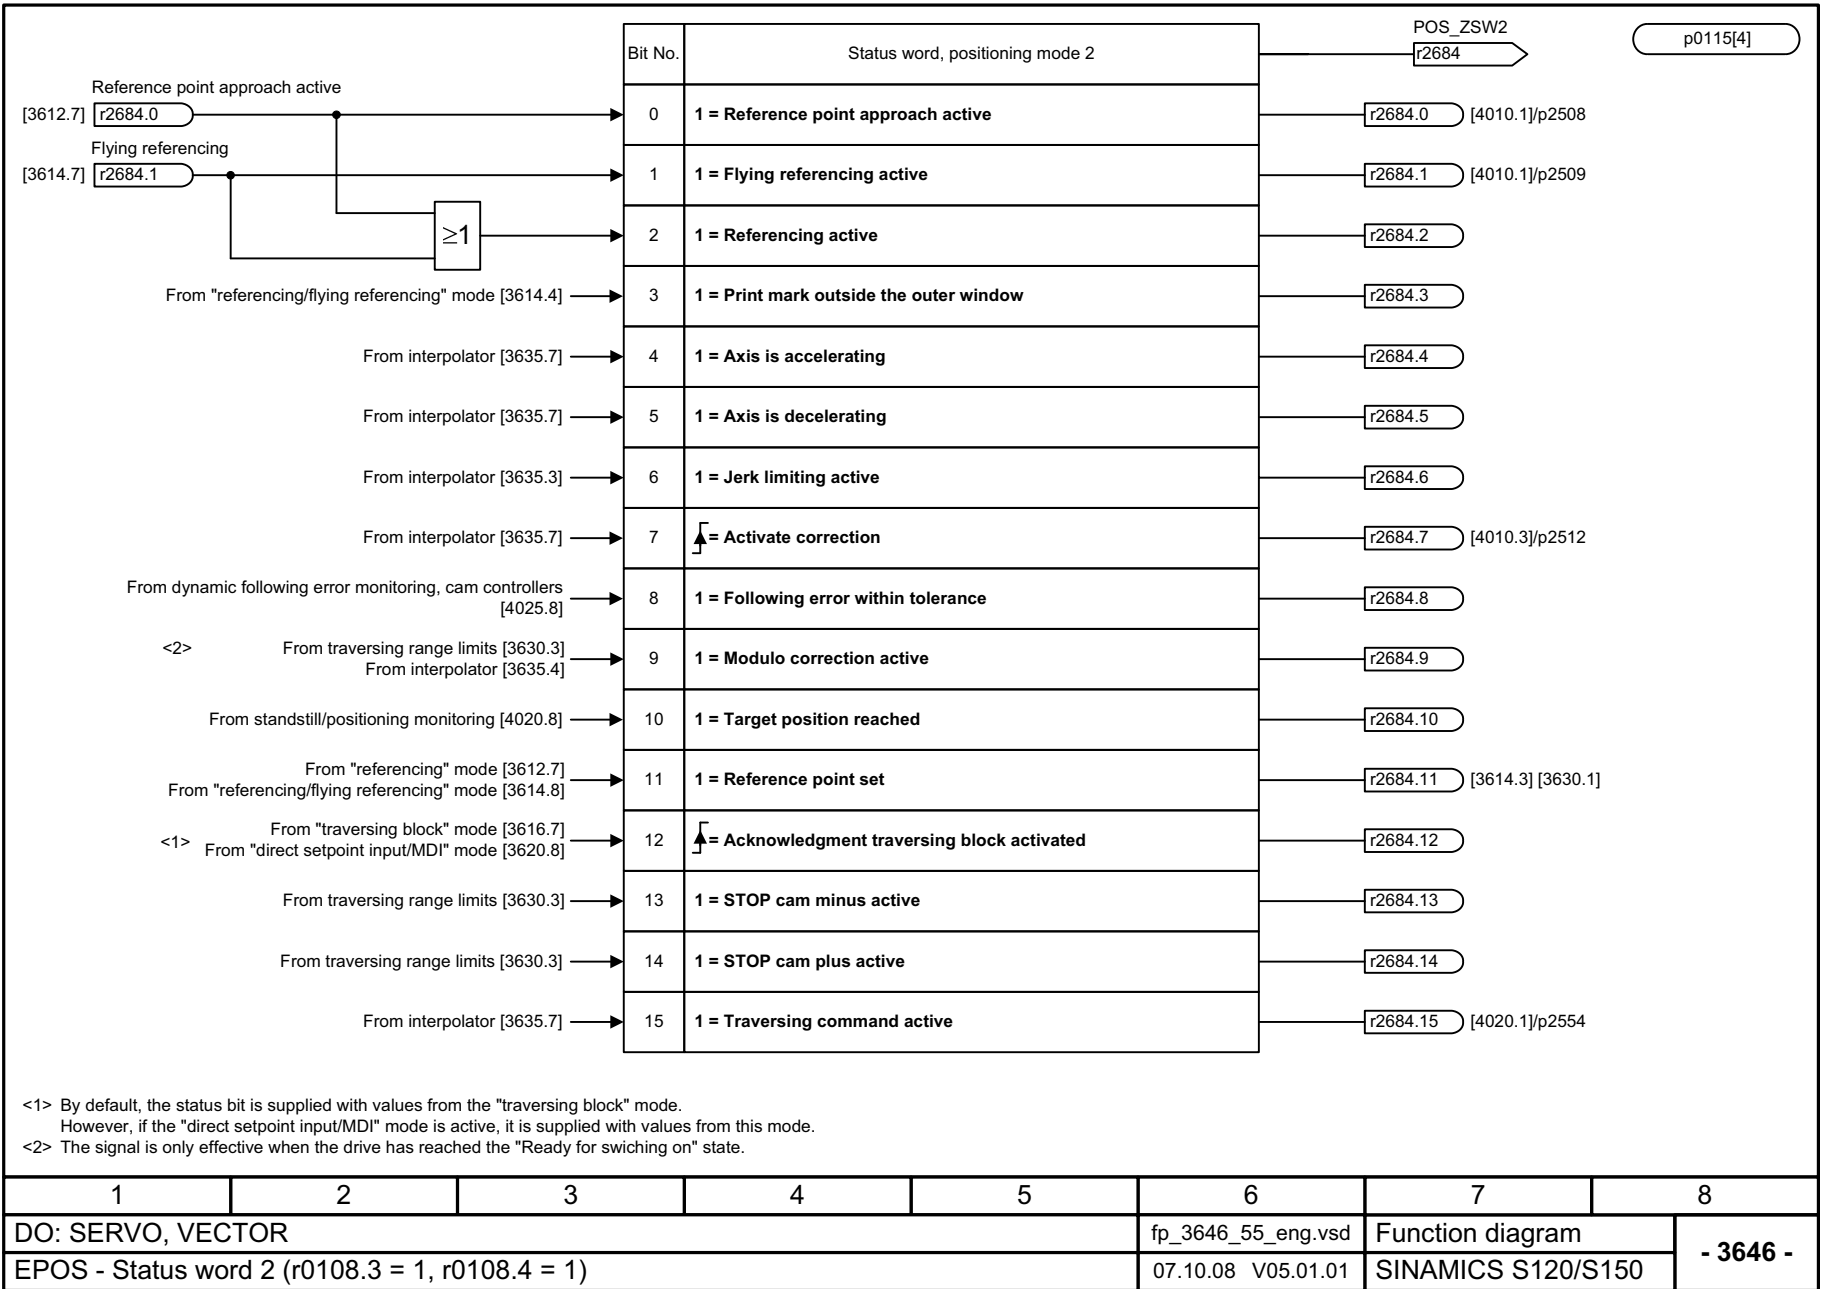 Bit No.
Status word, positioning mode 2
POS_ZSW2
r2684
p0115[4]
Reference point approach active
[3612.7] r2684.0
0
1 = Reference point approach active
r2684.0 [4010.1]/p2508
Flying referencing
[3614.7] r2684.1
1
1 = Flying referencing active
r2684.1 [4010.1]/p2509
≥1
2
1 = Referencing active
r2684.2
From "referencing/flying referencing" mode [3614.4]
3
1 = Print mark outside the outer window
r2684.3
From interpolator [3635.7]
4
1 = Axis is accelerating
r2684.4
From interpolator [3635.7]
5
1 = Axis is decelerating
r2684.5
From interpolator [3635.3]
6
1 = Jerk limiting active
r2684.6
From interpolator [3635.7]
7
= Activate correction
r2684.7 [4010.3]/p2512
From dynamic following error monitoring, cam controllers
[4025.8]
8
1 = Following error within tolerance
r2684.8
<2> From traversing range limits [3630.3]
From interpolator [3635.4]
9
1 = Modulo correction active
r2684.9
From standstill/positioning monitoring [4020.8]
10
1 = Target position reached
r2684.10
From "referencing" mode [3612.7]
From "referencing/flying referencing" mode [3614.8]
11
1 = Reference point set
r2684.11 [3614.3] [3630.1]
From "traversing block" mode [3616.7]
<1> From "direct setpoint input/MDI" mode [3620.8]
12
= Acknowledgment traversing block activated
r2684.12
From traversing range limits [3630.3]
13
1 = STOP cam minus active
r2684.13
From traversing range limits [3630.3]
14
1 = STOP cam plus active
r2684.14
From interpolator [3635.7]
15
1 = Traversing command active
r2684.15 [4020.1]/p2554
<1> By default, the status bit is supplied with values from the "traversing block" mode.
However, if the "direct setpoint input/MDI" mode is active, it is supplied with values from this mode.
<2> The signal is only effective when the drive has reached the "Ready for swiching on" state.
1 2 3 4 5 6 7 8
DO: SERVO, VECTOR
fp_3646_55_eng.vsd
Function diagram
- 3646 -
EPOS - Status word 2 (r0108.3 = 1, r0108.4 = 1)
07.10.08 V05.01.01
SINAMICS S120/S150